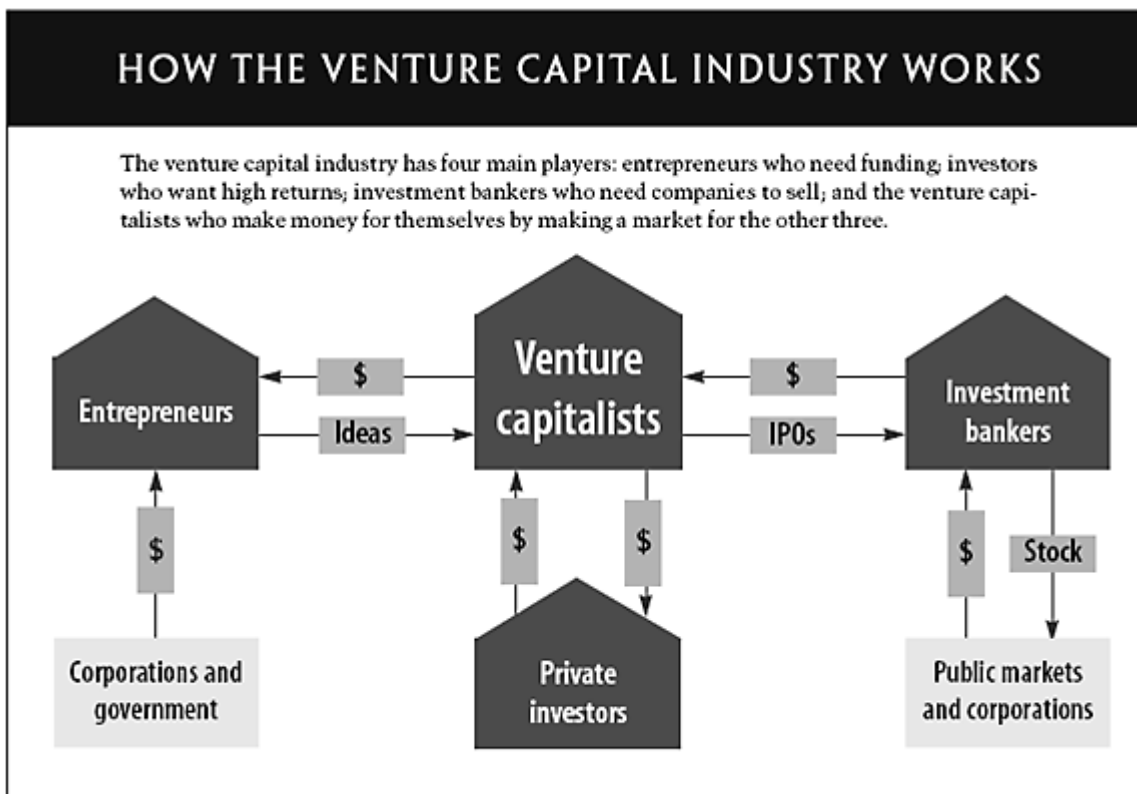 HOW THE VENTURE CAPITAL INDUSTRY WORKS
The venture capital industry has four main players: entrepreneurs who need funding; investors
who want high returns; investment bankers who need companies to sell; and the venture capi-
talists who make money for themselves by making a market for the other three.
Entrepreneurs
$
Ideas
Venture
capitalists
$
IPOs
Investment
bankers
$
$
$
$
Stock
Corporations and
government
Private
investors
Public markets
and corporations